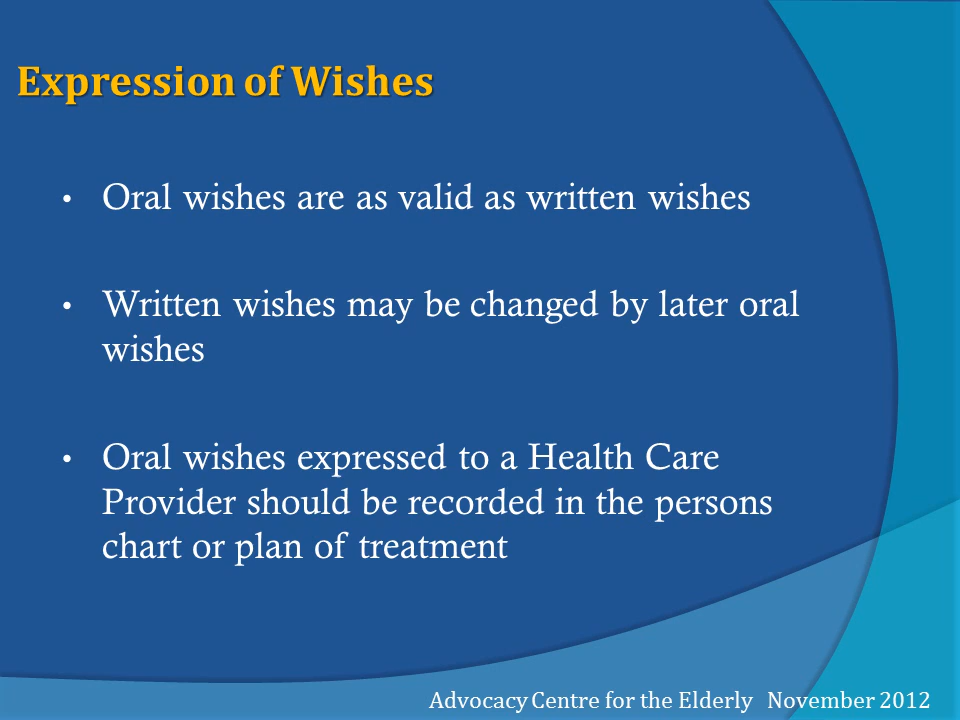 Expression of Wishes
• Oral wishes are as valid as written wishes
• Written wishes may be changed by later oral
wishes
• Oral wishes expressed to a Health Care
Provider should be recorded in the persons
chart or plan of treatment
Advocacy Centre for the Elderly November 2012